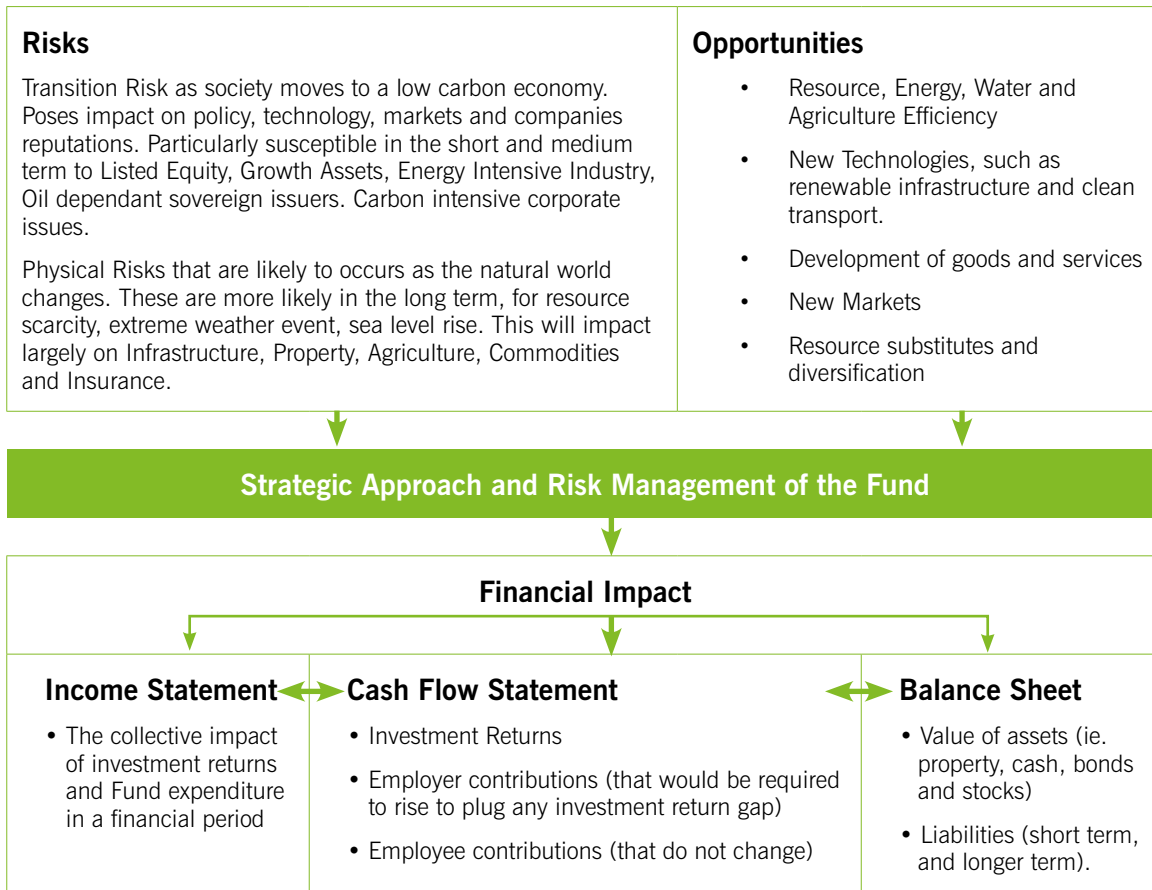 Risks
Transition Risk as society moves to a low carbon economy.
Poses impact on policy, technology, markets and companies
reputations. Particularly susceptible in the short and medium
term to Listed Equity, Growth Assets, Energy Intensive Industry,
Oil dependant sovereign issuers. Carbon intensive corporate
issues.
Physical Risks that are likely to occurs as the natural world
changes. These are more likely in the long term, for resource
scarcity, extreme weather event, sea level rise. This will impact
largely on Infrastructure, Property, Agriculture, Commodities
and Insurance.
Opportunities
• Resource, Energy, Water and
Agriculture Efficiency
• New Technologies, such as
renewable infrastructure and clean
transport.
• Development of goods and services
• New Markets
• Resource substitutes and
diversification
Strategic Approach and Risk Management of the Fund
Financial Impact
Income Statement
• The collective impact
of investment returns
and Fund expenditure
in a financial period
Cash Flow Statement
• Investment Returns
• Employer contributions (that would be required
to rise to plug any investment return gap)
• Employee contributions (that do not change)
Balance Sheet
• Value of assets (ie.
property, cash, bonds
and stocks)
• Liabilities (short term,
and longer term).